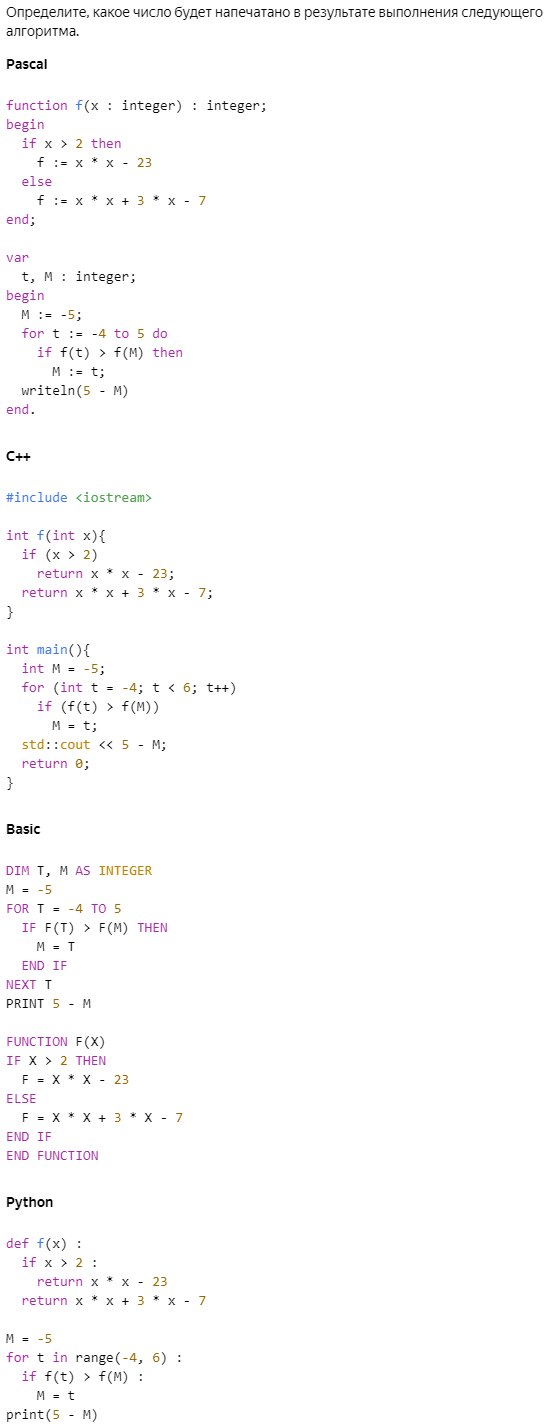 Определите, какое число будет напечатано в результате выполнения следующего
алгоритма.
Pascal
function f(x : integer) : integer;
begin
  if x > 2 then
    f := x * x - 23
  else
    f := x * x + 3 * x - 7
end;
var
  t, M : integer;
begin
  M := -5;
  for t := -4 to 5 do
    if f(t) > f(M) then
      M := t;
  writeln(5 - M)
end.
C++
#include <iostream>
int f(int x){
  if (x > 2)
    return x * x - 23;
  return x * x + 3 * x - 7;
}
int main(){
  int M = -5;
  for (int t = -4; t < 6; t++)
    if (f(t) > f(M))
      M = t;
  std::cout << 5 - M;
  return 0;
}
Basic
DIM T, M AS INTEGER
M = -5
FOR T = -4 TO 5
  IF F(T) > F(M) THEN
    M = T
  END IF
NEXT T
PRINT 5 - M
FUNCTION F(X)
IF X > 2 THEN
  F = X * X - 23
ELSE
  F = X * X + 3 * X - 7
END IF
END FUNCTION
Python
def f(x) :
  if x > 2 :
    return x * x - 23
  return x * x + 3 * x - 7
M = -5
for t in range(-4, 6) :
  if f(t) > f(M) :
    M = t
print(5 - M)